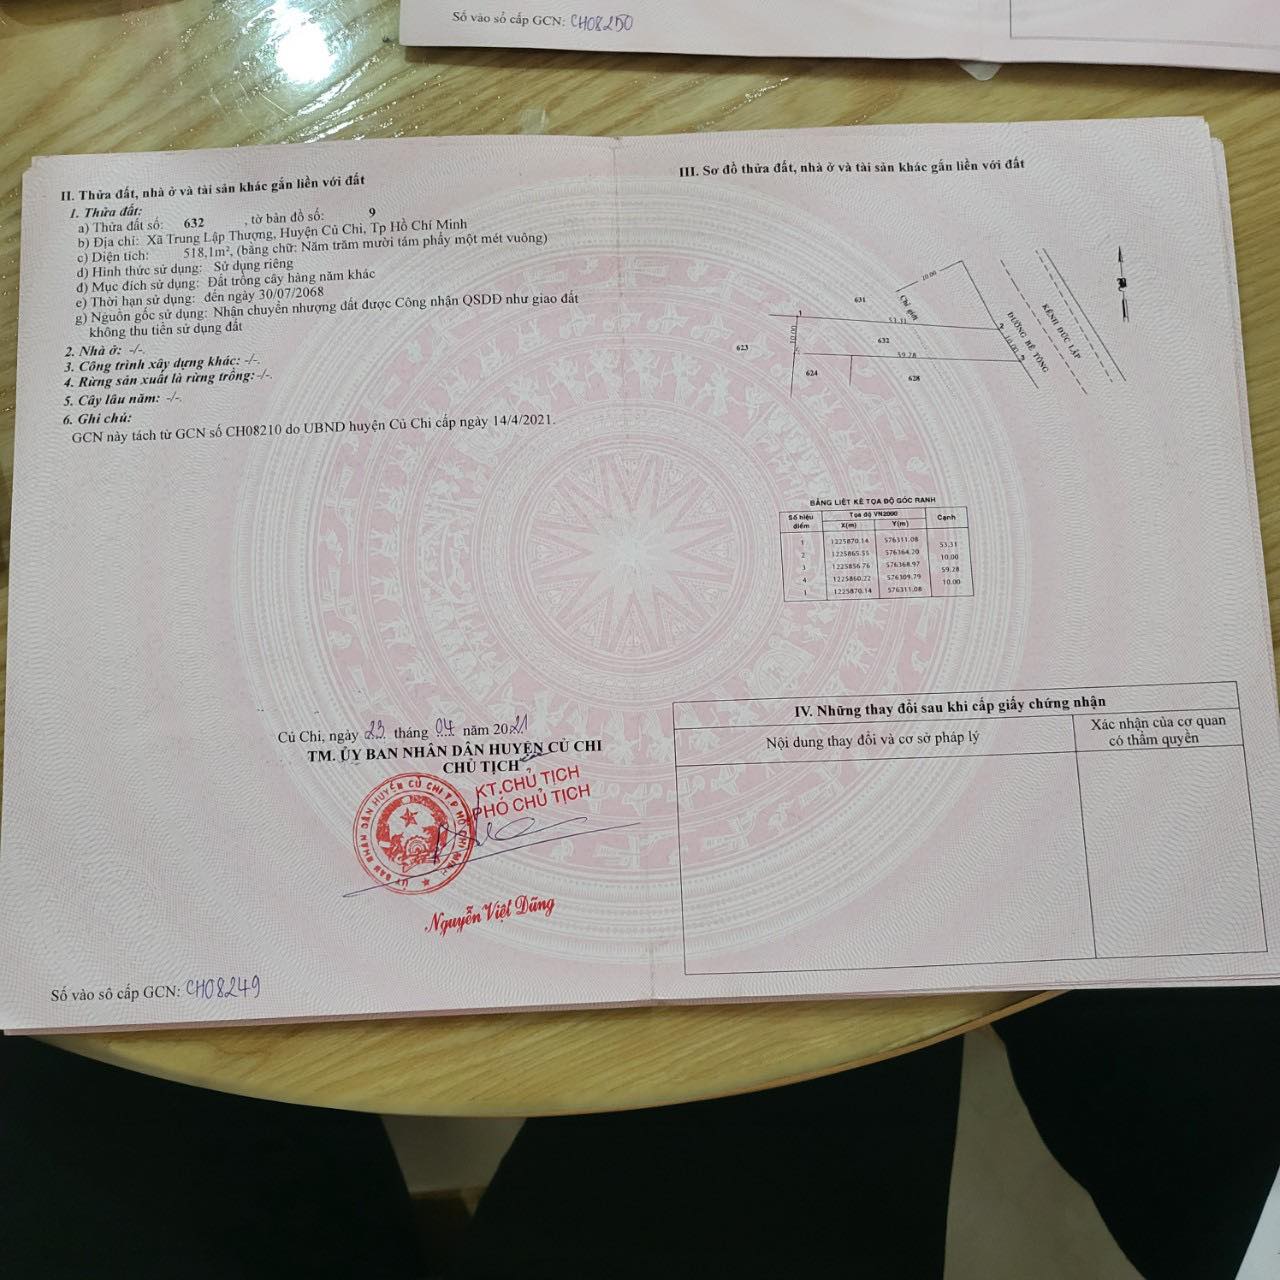 Số vào sổ cấp GCN: CH08250
II. Thửa đất, nhà ở và tài sản khác gắn liền với đất
1. Thửa đất:
a) Thửa đất số: 632 , tờ bản đồ số: 9
b) Địa chỉ: Xã Trung Lập Thượng, Huyện Củ Chi, Tp Hồ Chí Minh
c) Diện tích: 518,1m², (bằng chữ: Năm trăm mười tám phẩy một mét vuông)
d) Hình thức sử dụng: Sử dụng riêng
đ) Mục đích sử dụng: Đất trồng cây hàng năm khác
e) Thời hạn sử dụng: đến ngày 30/07/2068
g) Nguồn gốc sử dụng: Nhận chuyển nhượng đất được Công nhận QSDĐ như giao đất
không thu tiền sử dụng đất
2. Nhà ở: -/-.
3. Công trình xây dựng khác: -/-.
4. Rừng sản xuất là rừng trồng: -/-.
5. Cây lâu năm: -/-.
6. Ghi chú:
GCN này tách từ GCN số CH08210 do UBND huyện Củ Chi cấp ngày 14/4/2021.
Củ Chi, ngày 23 tháng 04 năm 2021
TM. ỦY BAN NHÂN DÂN HUYỆN CỦ CHI
CHỦ TỊCH
KT.CHỦ TỊCH
PHÓ CHỦ TỊCH
ỦY BAN NHÂN DÂN HUYỆN CỦ CHI T.P HỒ CHÍ MINH
Nguyễn Việt Dũng
Số vào sổ cấp GCN: CH08249
III. Sơ đồ thửa đất, nhà ở và tài sản khác gắn liền với đất
10.00
631
Chỉ giới
53.31
1
10.00
632
2
10.00
ĐƯỜNG BÊ TÔNG
KÊNH ĐỨC LẬP
623
59.28
3
624
628
BẢNG LIỆT KÊ TỌA ĐỘ GÓC RANH
Số hiệu điểm Tọa độ VN2000 Cạnh
X(m) Y(m)
1 1225870.14 576311.08
53.31
2 1225865.55 576364.20
10.00
3 1225856.76 576368.97
59.28
4 1225860.22 576309.79
10.00
1 1225870.14 576311.08
IV. Những thay đổi sau khi cấp giấy chứng nhận
Nội dung thay đổi và cơ sở pháp lý
Xác nhận của cơ quan
có thẩm quyền